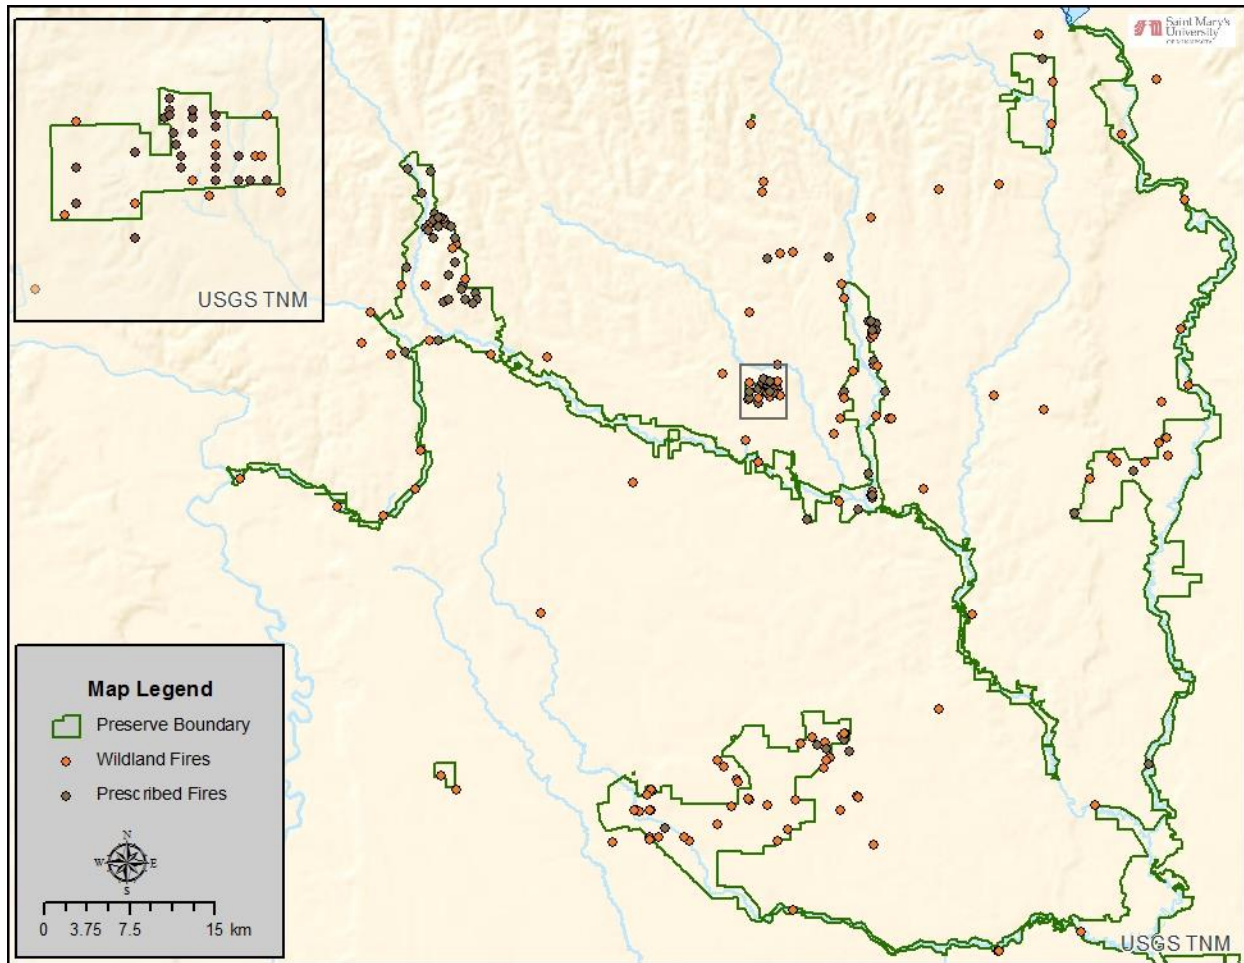 Saint Mary's
University
USGS TNM
Map Legend
Preserve Boundary
Wildland Fires
Prescribed Fires
N
W E
S
0 3.75 7.5 15 km
USGS TNM